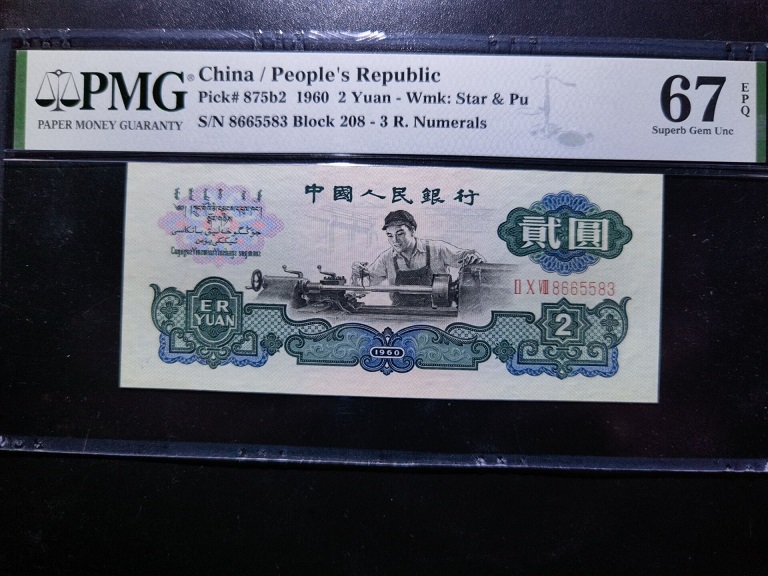 PMG®
PAPER MONEY GUARANTY
China / People's Republic
Pick# 875b2 1960 2 Yuan - Wmk: Star & Pu
S/N 8665583 Block 208 - 3 R. Numerals
67
EPQ
Superb Gem Unc
中國人民銀行
貳圓
II X VIII 8665583
ER
YUAN
1960
2